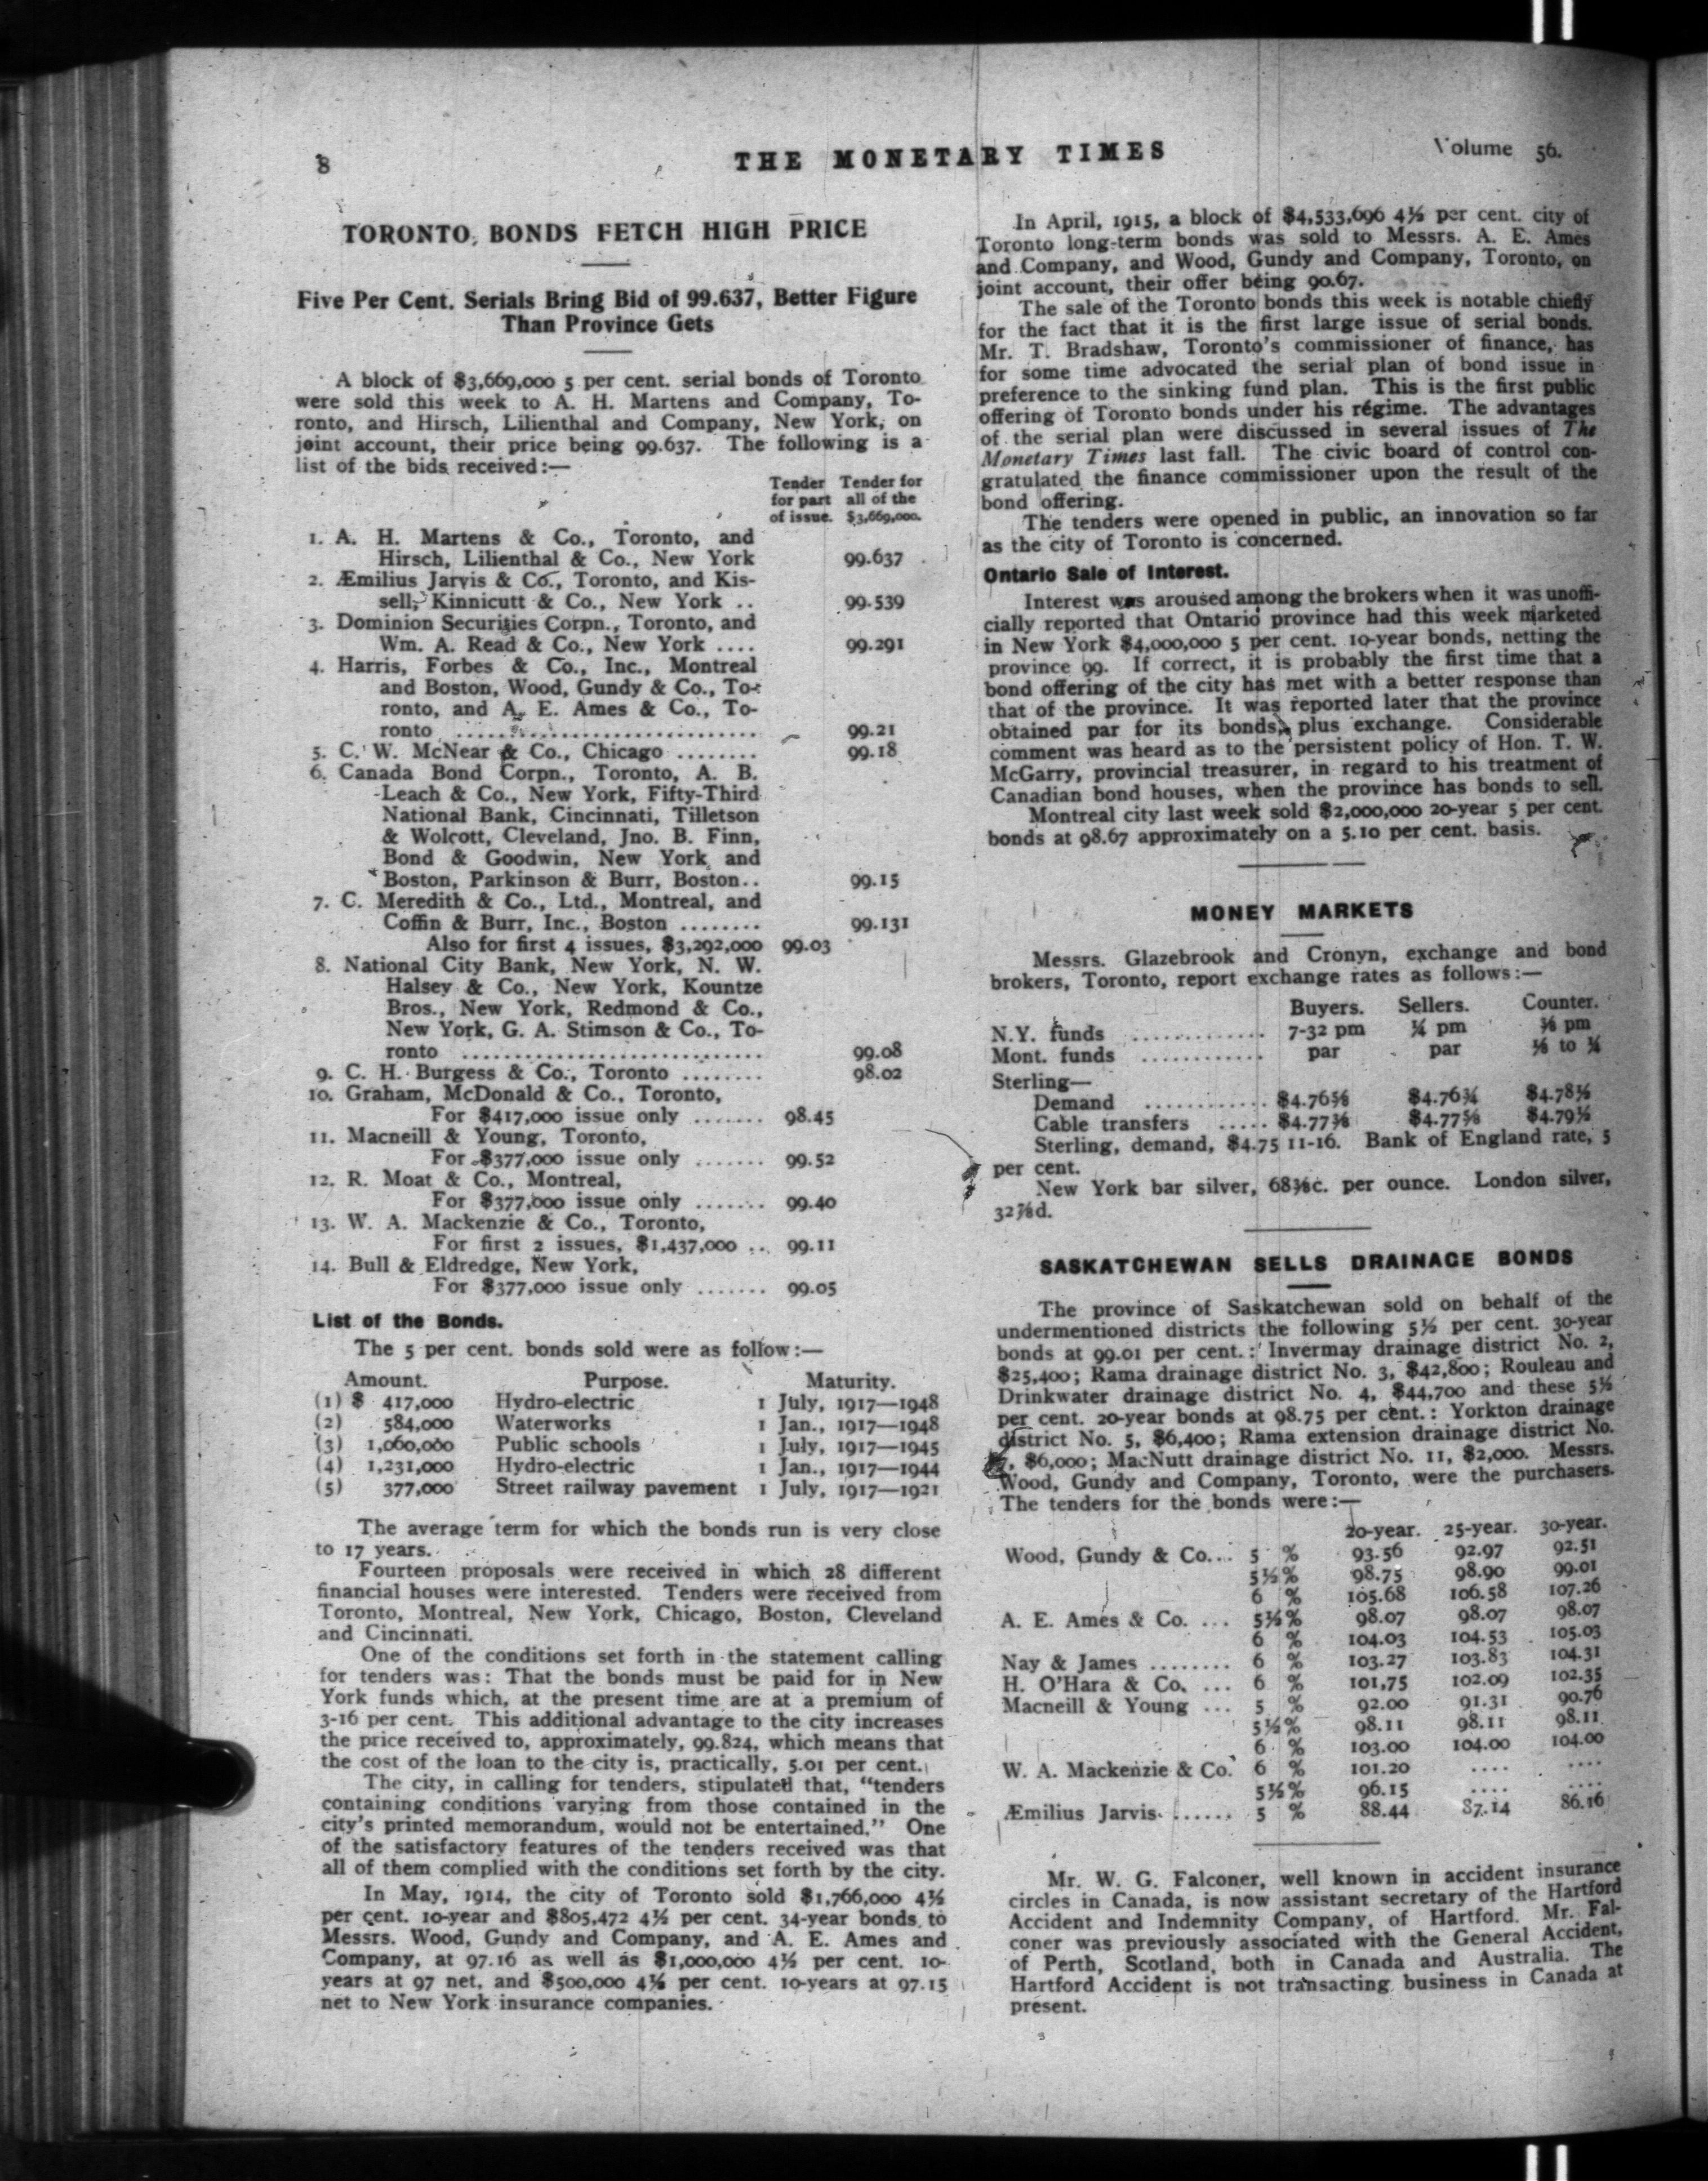 8
THE MONETARY TIMES
Volume 56.
TORONTO BONDS FETCH HIGH PRICE
Five Per Cent. Serials Bring Bid of 99.637, Better Figure
Than Province Gets
A block of $3,669,000 5 per cent. serial bonds of Toronto
were sold this week to A. H. Martens and Company, To-
ronto, and Hirsch, Lilienthal and Company, New York, on
joint account, their price being 99.637. The following is a
list of the bids received:—
Tender Tender for
for part all of the
of issue. $3,669,000.
1. A. H. Martens & Co., Toronto, and
Hirsch, Lilienthal & Co., New York 99.637
2. Æmilius Jarvis & Co., Toronto, and Kis-
sell, Kinnicutt & Co., New York .. 99.539
3. Dominion Securities Corpn., Toronto, and
Wm. A. Read & Co., New York .... 99.291
4. Harris, Forbes & Co., Inc., Montreal
and Boston, Wood, Gundy & Co., To-
ronto, and A. E. Ames & Co., To-
ronto .............................. 99.21
5. C. W. McNear & Co., Chicago ........ 99.18
6. Canada Bond Corpn., Toronto, A. B.
Leach & Co., New York, Fifty-Third
National Bank, Cincinnati, Tilletson
& Wolcott, Cleveland, Jno. B. Finn,
Bond & Goodwin, New York and
Boston, Parkinson & Burr, Boston.. 99.15
7. C. Meredith & Co., Ltd., Montreal, and
Coffin & Burr, Inc., Boston ........ 99.131
Also for first 4 issues, $3,292,000 99.03
8. National City Bank, New York, N. W.
Halsey & Co., New York, Kountze
Bros., New York, Redmond & Co.,
New York, G. A. Stimson & Co., To-
ronto .............................. 99.08
9. C. H. Burgess & Co., Toronto ........ 98.02
10. Graham, McDonald & Co., Toronto,
For $417,000 issue only ....... 98.45
11. Macneill & Young, Toronto,
For $377,000 issue only ....... 99.52
12. R. Moat & Co., Montreal,
For $377,000 issue only ....... 99.40
13. W. A. Mackenzie & Co., Toronto,
For first 2 issues, $1,437,000 .. 99.11
14. Bull & Eldredge, New York,
For $377,000 issue only ....... 99.05
List of the Bonds.
The 5 per cent. bonds sold were as follow:—
Amount. Purpose. Maturity.
(1) $ 417,000 Hydro-electric 1 July, 1917—1948
(2) 584,000 Waterworks 1 Jan., 1917—1948
(3) 1,060,000 Public schools 1 July, 1917—1945
(4) 1,231,000 Hydro-electric 1 Jan., 1917—1944
(5) 377,000 Street railway pavement 1 July, 1917—1921
The average term for which the bonds run is very close
to 17 years.
Fourteen proposals were received in which 28 different
financial houses were interested. Tenders were received from
Toronto, Montreal, New York, Chicago, Boston, Cleveland
and Cincinnati.
One of the conditions set forth in the statement calling
for tenders was: That the bonds must be paid for in New
York funds which, at the present time are at a premium of
3-16 per cent. This additional advantage to the city increases
the price received to, approximately, 99.824, which means that
the cost of the loan to the city is, practically, 5.01 per cent.
The city, in calling for tenders, stipulated that, “tenders
containing conditions varying from those contained in the
city’s printed memorandum, would not be entertained.” One
of the satisfactory features of the tenders received was that
all of them complied with the conditions set forth by the city.
In May, 1914, the city of Toronto sold $1,766,000 4½
per cent. 10-year and $805,472 4½ per cent. 34-year bonds to
Messrs. Wood, Gundy and Company, and A. E. Ames and
Company, at 97.16 as well as $1,000,000 4½ per cent. 10-
years at 97 net, and $500,000 4½ per cent. 10-years at 97.15
net to New York insurance companies.
In April, 1915, a block of $4,533,696 4½ per cent. city of
Toronto long-term bonds was sold to Messrs. A. E. Ames
and Company, and Wood, Gundy and Company, Toronto, on
joint account, their offer being 90.67.
The sale of the Toronto bonds this week is notable chiefly
for the fact that it is the first large issue of serial bonds.
Mr. T. Bradshaw, Toronto’s commissioner of finance, has
for some time advocated the serial plan of bond issue in
preference to the sinking fund plan. This is the first public
offering of Toronto bonds under his régime. The advantages
of the serial plan were discussed in several issues of The
Monetary Times last fall. The civic board of control con-
gratulated the finance commissioner upon the result of the
bond offering.
The tenders were opened in public, an innovation so far
as the city of Toronto is concerned.
Ontario Sale of Interest.
Interest was aroused among the brokers when it was unoffi-
cially reported that Ontario province had this week marketed
in New York $4,000,000 5 per cent. 10-year bonds, netting the
province 99. If correct, it is probably the first time that a
bond offering of the city has met with a better response than
that of the province. It was reported later that the province
obtained par for its bonds, plus exchange. Considerable
comment was heard as to the persistent policy of Hon. T. W.
McGarry, provincial treasurer, in regard to his treatment of
Canadian bond houses, when the province has bonds to sell.
Montreal city last week sold $2,000,000 20-year 5 per cent.
bonds at 98.67 approximately on a 5.10 per cent. basis.
MONEY MARKETS
Messrs. Glazebrook and Cronyn, exchange and bond
brokers, Toronto, report exchange rates as follows:—
Buyers. Sellers. Counter.
N.Y. funds ............ 7-32 pm ¼ pm ⅜ pm
Mont. funds ............ par par ⅛ to ¼
Sterling—
Demand ............ $4.76⅝ $4.76¾ $4.78½
Cable transfers ..... $4.77⅜ $4.77⅝ $4.79½
Sterling, demand, $4.75 11-16. Bank of England rate, 5
per cent.
New York bar silver, 68⅜c. per ounce. London silver,
32⅞d.
SASKATCHEWAN SELLS DRAINAGE BONDS
The province of Saskatchewan sold on behalf of the
undermentioned districts the following 5½ per cent. 30-year
bonds at 99.01 per cent.: Invermay drainage district No. 2,
$25,400; Rama drainage district No. 3, $42,800; Rouleau and
Drinkwater drainage district No. 4, $44,700 and these 5½
per cent. 20-year bonds at 98.75 per cent.: Yorkton drainage
district No. 5, $6,400; Rama extension drainage district No.
, $6,000; MacNutt drainage district No. 11, $2,000. Messrs.
Wood, Gundy and Company, Toronto, were the purchasers.
The tenders for the bonds were:—
20-year. 25-year. 30-year.
Wood, Gundy & Co... 5 % 93.56 92.97 92.51
5½% 98.75 98.90 99.01
6 % 105.68 106.58 107.26
A. E. Ames & Co. ... 5½% 98.07 98.07 98.07
6 % 104.03 104.53 105.03
Nay & James ........ 6 % 103.27 103.83 104.31
H. O’Hara & Co. ... 6 % 101.75 102.09 102.35
Macneill & Young ... 5 % 92.00 91.31 90.76
5½% 98.11 98.11 98.11
6 % 103.00 104.00 104.00
W. A. Mackenzie & Co. 6 % 101.20 .... ....
5½% 96.15 .... ....
Æmilius Jarvis ...... 5 % 88.44 87.14 86.16
Mr. W. G. Falconer, well known in accident insurance
circles in Canada, is now assistant secretary of the Hartford
Accident and Indemnity Company, of Hartford. Mr. Fal-
coner was previously associated with the General Accident,
of Perth, Scotland, both in Canada and Australia. The
Hartford Accident is not transacting business in Canada at
present.